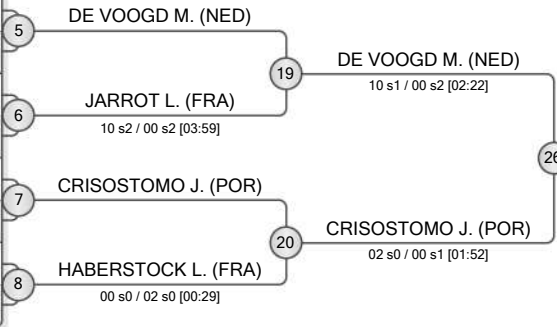 5
DE VOOGD M. (NED)
19
DE VOOGD M. (NED)
10 s1 / 00 s2 [02:22]
6
JARROT L. (FRA)
10 s2 / 00 s2 [03:59]
26
7
CRISOSTOMO J. (POR)
20
CRISOSTOMO J. (POR)
02 s0 / 00 s1 [01:52]
8
HABERSTOCK L. (FRA)
00 s0 / 02 s0 [00:29]